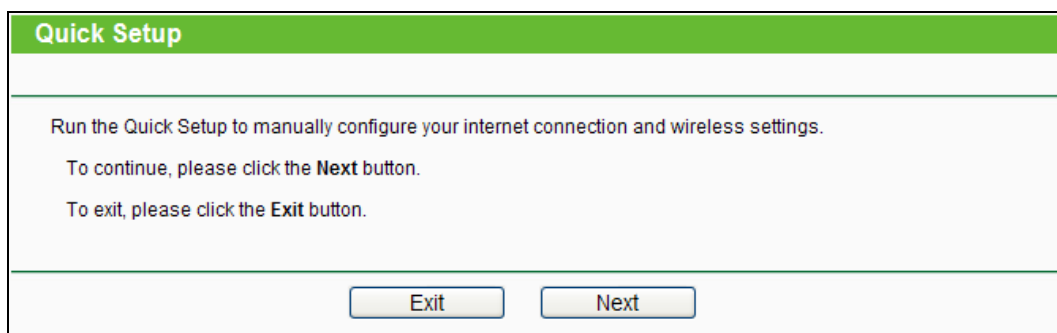 Quick Setup
Run the Quick Setup to manually configure your internet connection and wireless settings.
To continue, please click the Next button.
To exit, please click the Exit button.
Exit Next